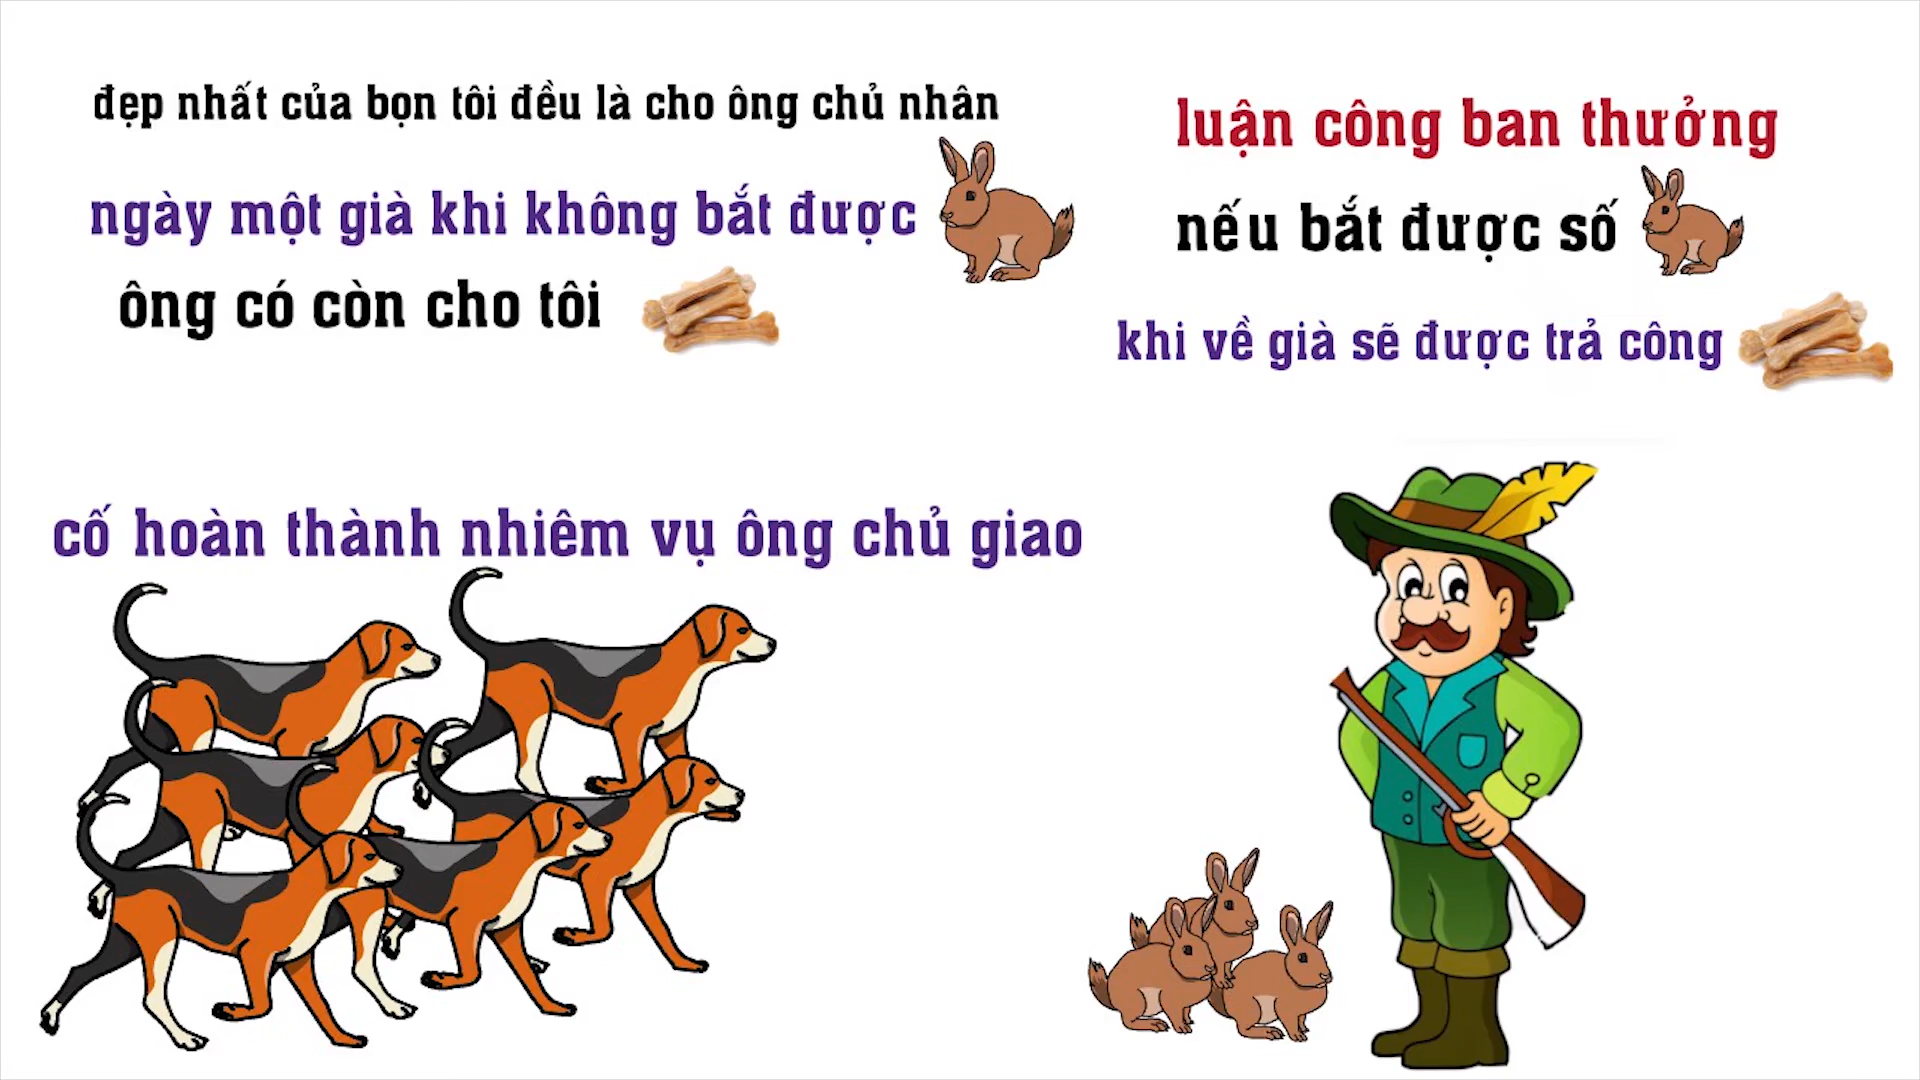 đẹp nhất của bọn tôi đều là cho ông chủ nhân
ngày một già khi không bắt được
ông có còn cho tôi
luận công ban thưởng
nếu bắt được số
khi về già sẽ được trả công
cố hoàn thành nhiêm vụ ông chủ giao